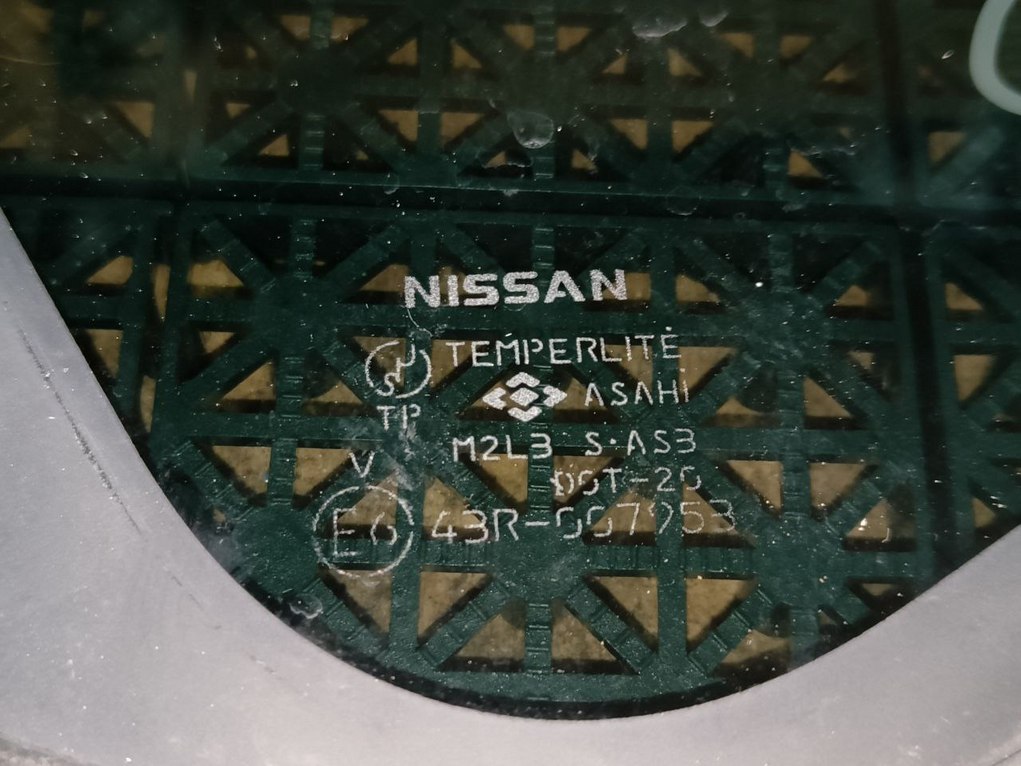 NISSAN
TEMPERLITE
ASAHI
TP
M2L3 S·AS3
DOT-20
V
E6 43R-007953